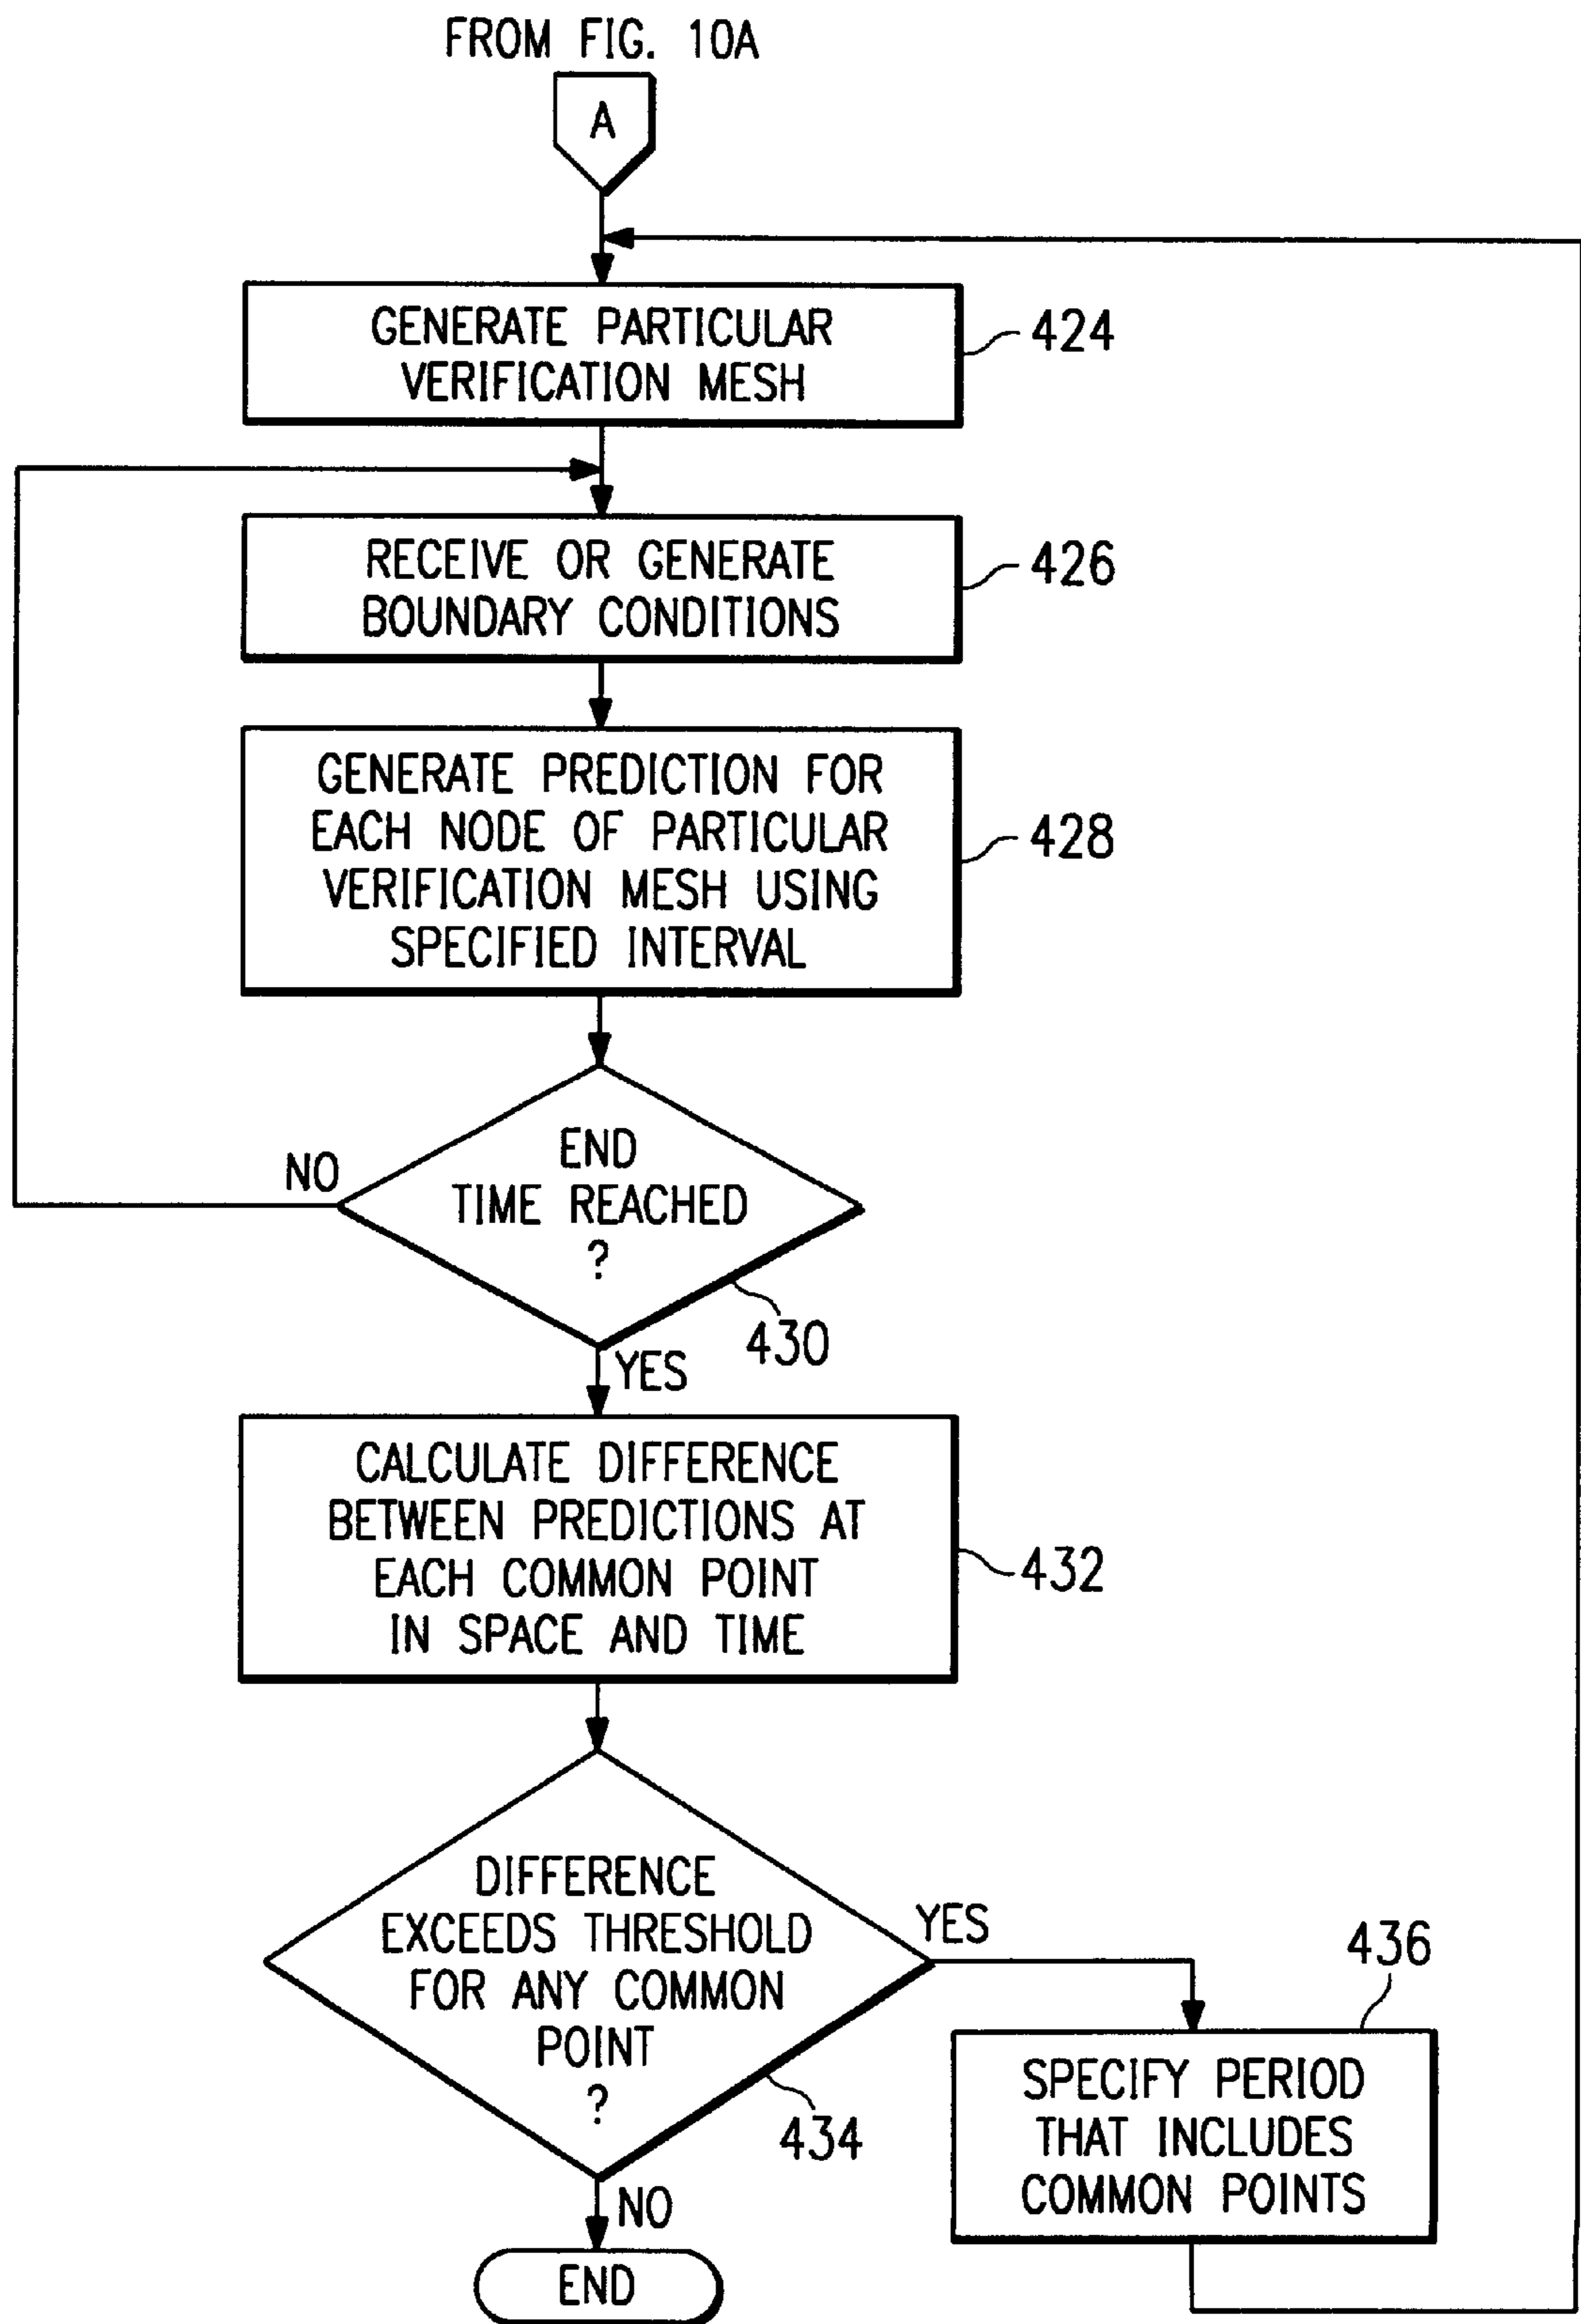 FROM FIG. 10A
A
GENERATE PARTICULAR
VERIFICATION MESH
424
RECEIVE OR GENERATE
BOUNDARY CONDITIONS
426
GENERATE PREDICTION FOR
EACH NODE OF PARTICULAR
VERIFICATION MESH USING
SPECIFIED INTERVAL
428
END
TIME REACHED
?
NO
430
YES
CALCULATE DIFFERENCE
BETWEEN PREDICTIONS AT
EACH COMMON POINT
IN SPACE AND TIME
432
DIFFERENCE
EXCEEDS THRESHOLD
FOR ANY COMMON
POINT
?
YES
434
436
SPECIFY PERIOD
THAT INCLUDES
COMMON POINTS
NO
END